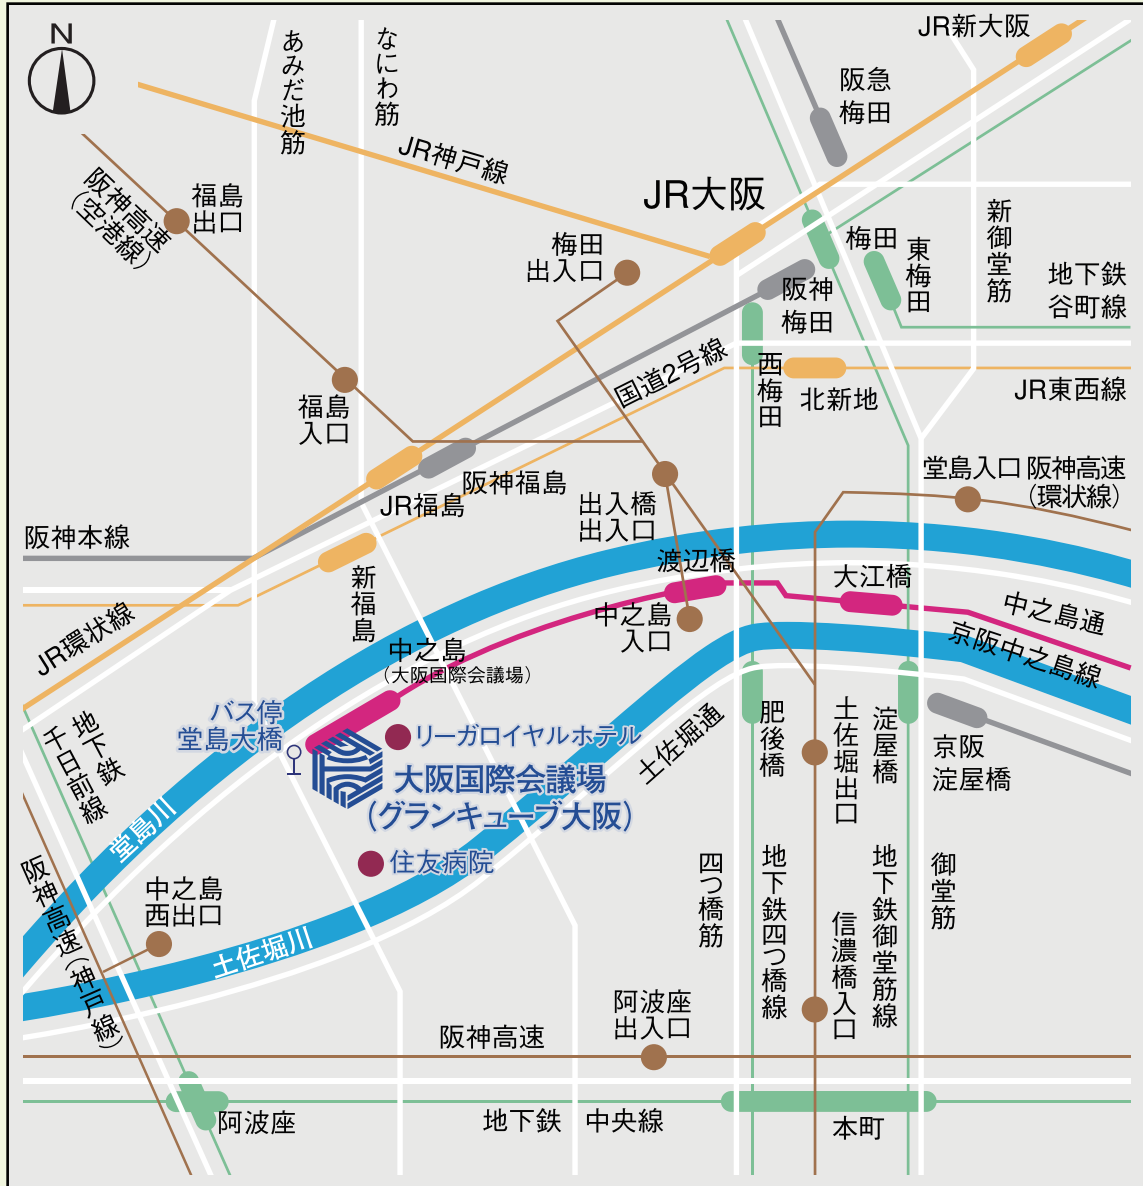 N
あみだ池筋
なにわ筋
JR新大阪
阪急
梅田
JR神戸線
阪神高速
(空港線)
福島
出口
JR大阪
梅田
出入口
梅田
東梅田
新御堂筋
地下鉄
谷町線
阪神
梅田
国道2号線
西梅田
北新地
JR東西線
福島
入口
阪神福島
JR福島
出入橋
出入口
堂島入口
阪神高速
(環状線)
阪神本線
新福島
渡辺橋
大江橋
中之島
入口
中之島通
京阪中之島線
JR環状線
中之島
(大阪国際会議場)
バス停
堂島大橋
リーガロイヤルホテル
大阪国際会議場
(グランキューブ大阪)
住友病院
土佐堀通
肥後橋
土佐堀出口
淀屋橋
京阪
淀屋橋
地下鉄
千日前線
堂島川
阪神高速(神戸線)
中之島
西出口
土佐堀川
四つ橋筋
地下鉄四つ橋線
信濃橋入口
地下鉄御堂筋線
御堂筋
阪神高速
阿波座
出入口
阿波座
地下鉄 中央線
本町